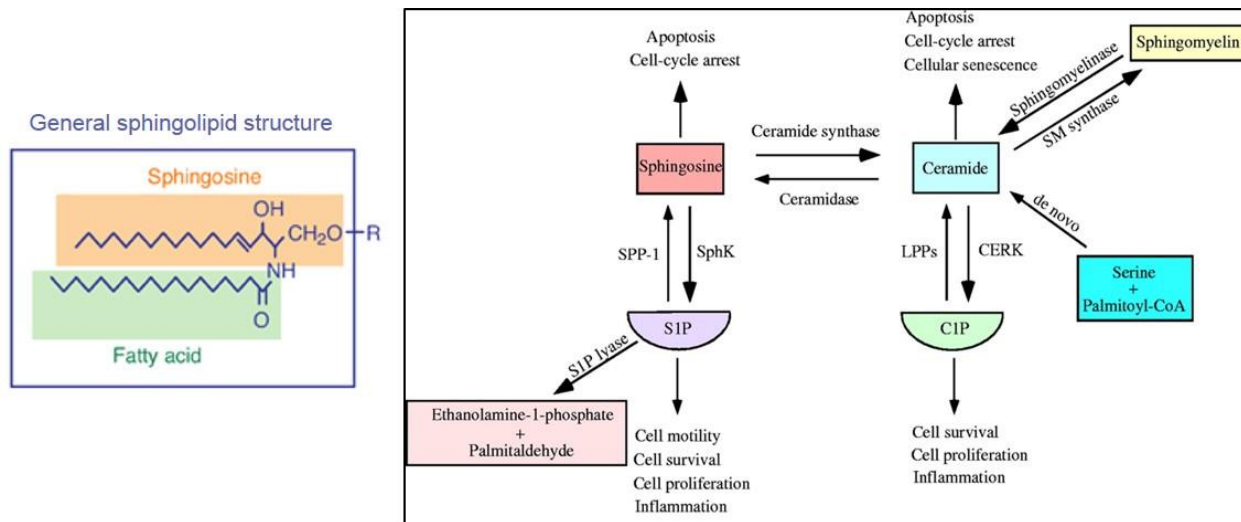 General sphingolipid structure
Sphingosine
OH
CH₂O–R
NH
O
Fatty acid
Apoptosis
Cell-cycle arrest
Apoptosis
Cell-cycle arrest
Cellular senescence
Sphingomyelin
Sphingomyelinase
SM synthase
Sphingosine
Ceramide synthase
Ceramidase
Ceramide
de novo
SPP-1
SphK
LPPs
CERK
Serine
+
Palmitoyl-CoA
S1P
C1P
S1P lyase
Ethanolamine-1-phosphate
+
Palmitaldehyde
Cell motility
Cell survival
Cell proliferation
Inflammation
Cell survival
Cell proliferation
Inflammation